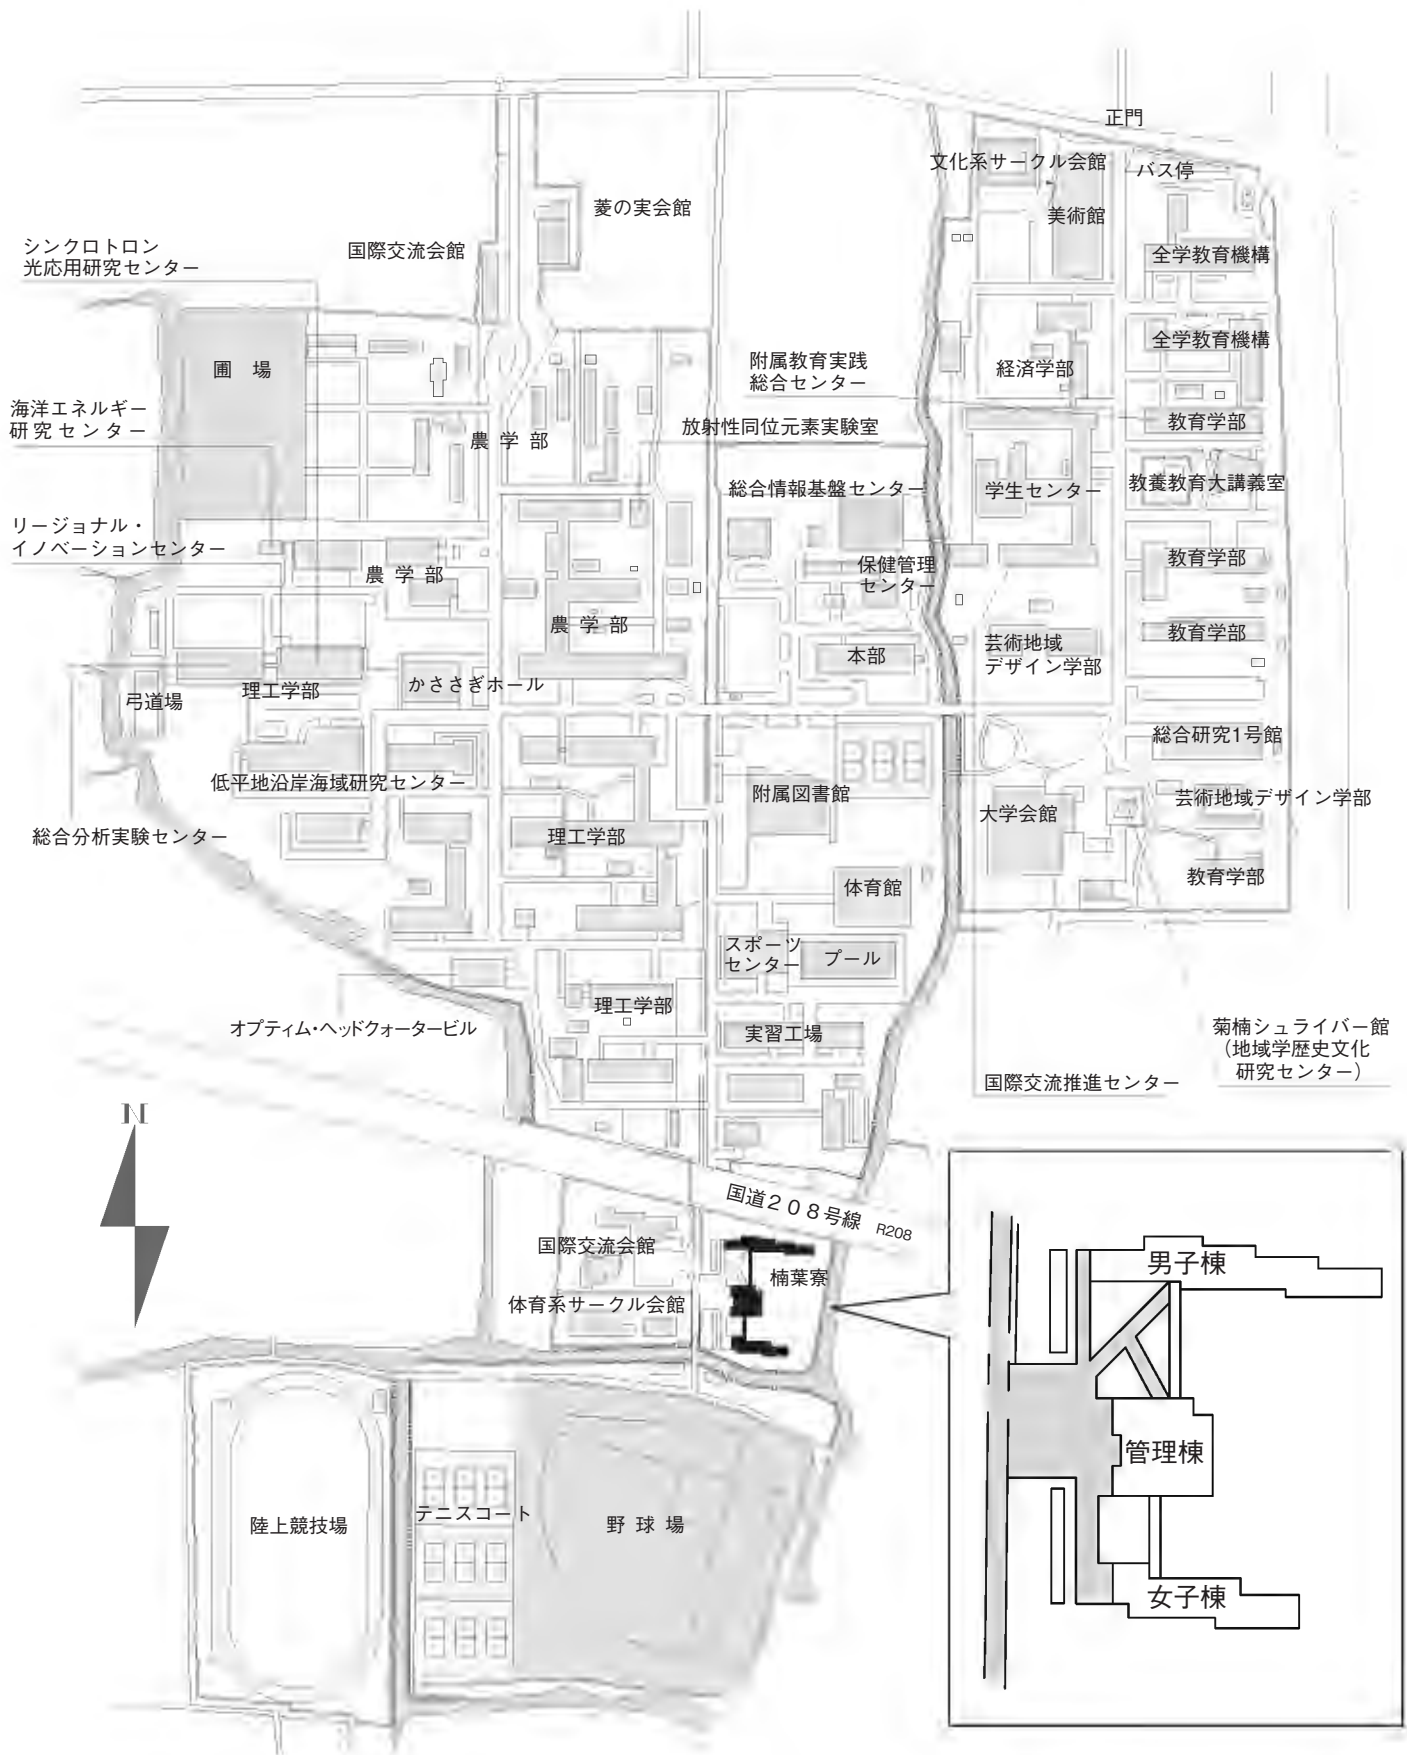 正門
文化系サークル会館
バス停
美術館
菱の実会館
国際交流会館
シンクロトロン
光応用研究センター
全学教育機構
全学教育機構
圃 場
附属教育実践
総合センター
経済学部
海洋エネルギー
研究センター
農 学 部
放射性同位元素実験室
教育学部
総合情報基盤センター
学生センター
教養教育大講義室
リージョナル・
イノベーションセンター
農 学 部
保健管理
センター
教育学部
農 学 部
教育学部
本部
芸術地域
デザイン学部
かささぎホール
理工学部
弓道場
総合研究1号館
低平地沿岸海域研究センター
附属図書館
芸術地域デザイン学部
大学会館
総合分析実験センター
理工学部
教育学部
体育館
スポーツ
センター
プール
理工学部
オプティム・ヘッドクォータービル
実習工場
菊楠シュライバー館
（地域学歴史文化
研究センター）
国際交流推進センター
N
国道２０８号線 R208
国際交流会館
楠葉寮
体育系サークル会館
男子棟
管理棟
女子棟
陸上競技場
テニスコート
野 球 場